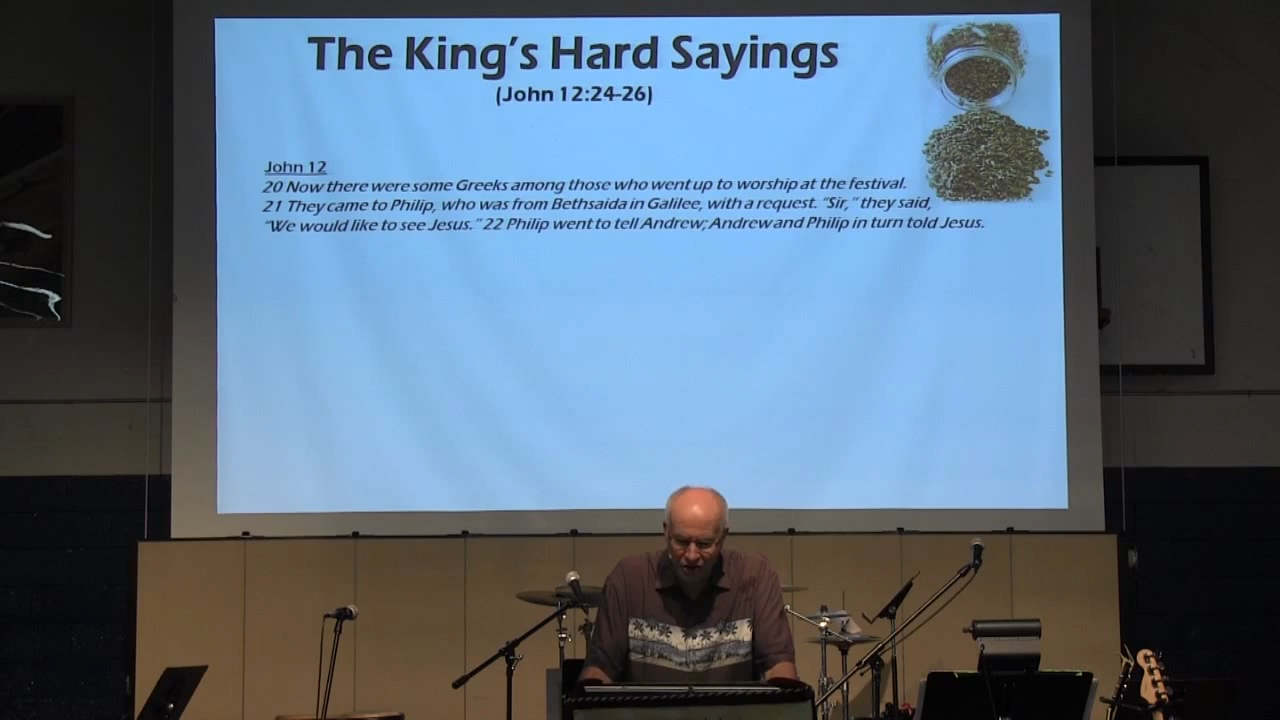 The King's Hard Sayings
(John 12:24-26)
John 12
20 Now there were some Greeks among those who went up to worship at the festival.
21 They came to Philip, who was from Bethsaida in Galilee, with a request. “Sir,” they said,
“We would like to see Jesus.” 22 Philip went to tell Andrew; Andrew and Philip in turn told Jesus.